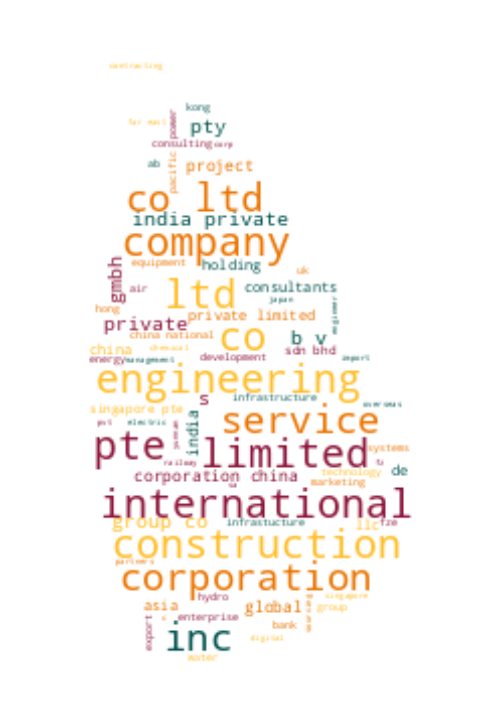 contracting
kong
far east
power
pty
consulting
corp
ab
pacific
project
co ltd
india private
company
gmbh
equipment
holding
uk
air
ltd
consultants
japan
engineer
hong
private limited
private
china national
co
b v
china
chemical
sdn bhd
energy
management
development
import
engineering
s
infrastructure
overseas
singapore pte
service
pvt
electric
india
pte
limited
systems
railway
de
corporation china
technology
marketing
international
group co
infrastucture
llc
fze
construction
partners
corporation
hydro
singapore
asia
global
group
enterprise
export
inc
bank
digital
water